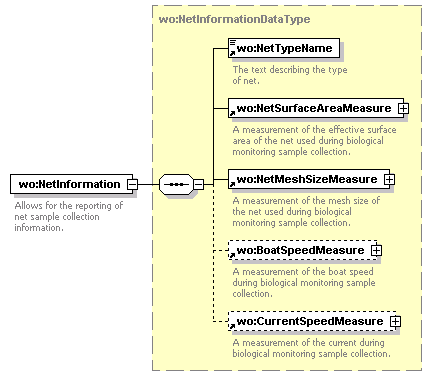 wo:NetInformationDataType
wo:NetTypeName
The text describing the type
of net.
wo:NetSurfaceAreaMeasure
A measurement of the effective surface
area of the net used during biological
monitoring sample collection.
wo:NetInformation
Allows for the reporting of
net sample collection
information.
wo:NetMeshSizeMeasure
A measurement of the mesh size of
the net used during biological
monitoring sample collection.
wo:BoatSpeedMeasure
A measurement of the boat speed
during biological monitoring sample
collection.
wo:CurrentSpeedMeasure
A measurement of the current during
biological monitoring sample collection.